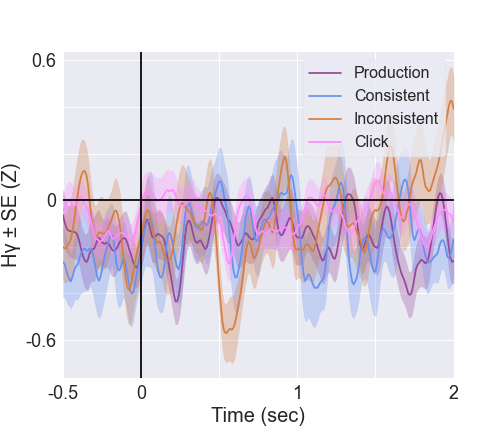 0.6
0
-0.6
Hγ ± SE (Z)
Production
Consistent
Inconsistent
Click
-0.5
0
1
2
Time (sec)